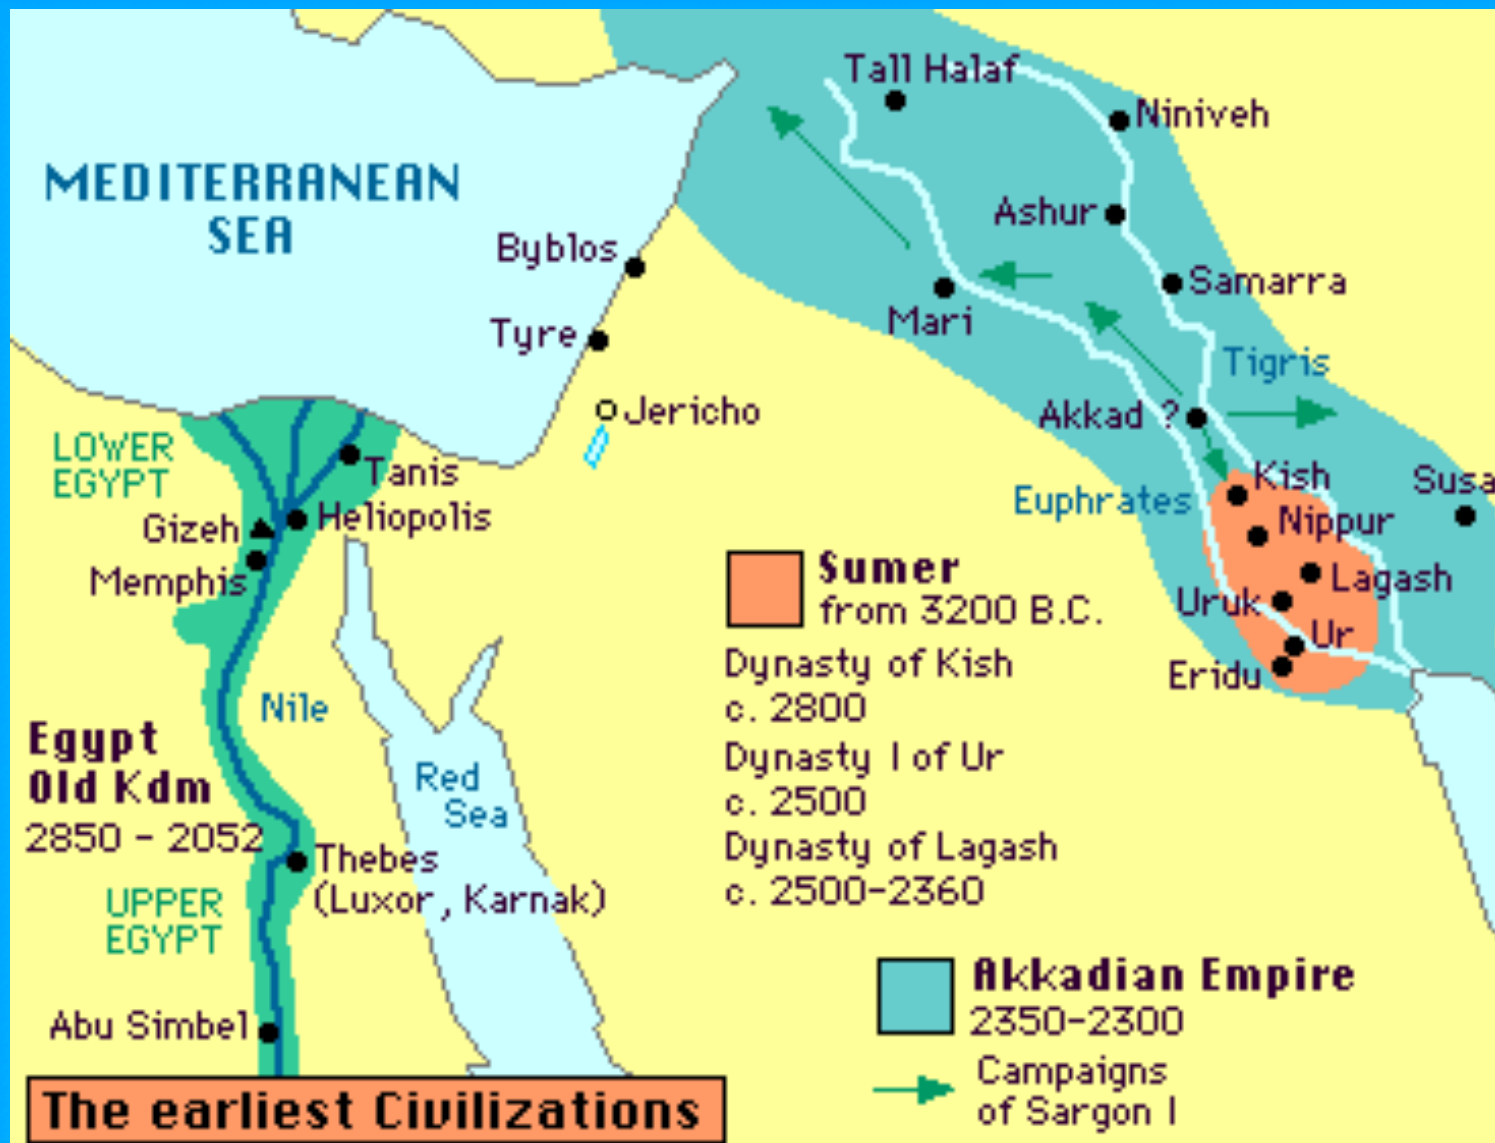 Tall Halaf
Niniveh
MEDITERRANEAN
SEA
Ashur
Byblos
Samarra
Mari
Tyre
Tigris
Jericho
Akkad ?
LOWER
EGYPT
Tanis
Kish
Susa
Euphrates
Heliopolis
Nippur
Gizeh
Memphis
Lagash
Uruk
Ur
Eridu
Sumer
from 3200 B.C.
Dynasty of Kish
c. 2800
Dynasty I of Ur
c. 2500
Dynasty of Lagash
c. 2500-2360
Nile
Egypt
Old Kdm
2850 - 2052
Red
Sea
Thebes
(Luxor, Karnak)
UPPER
EGYPT
Abu Simbel
Akkadian Empire
2350-2300
Campaigns
of Sargon I
The earliest Civilizations